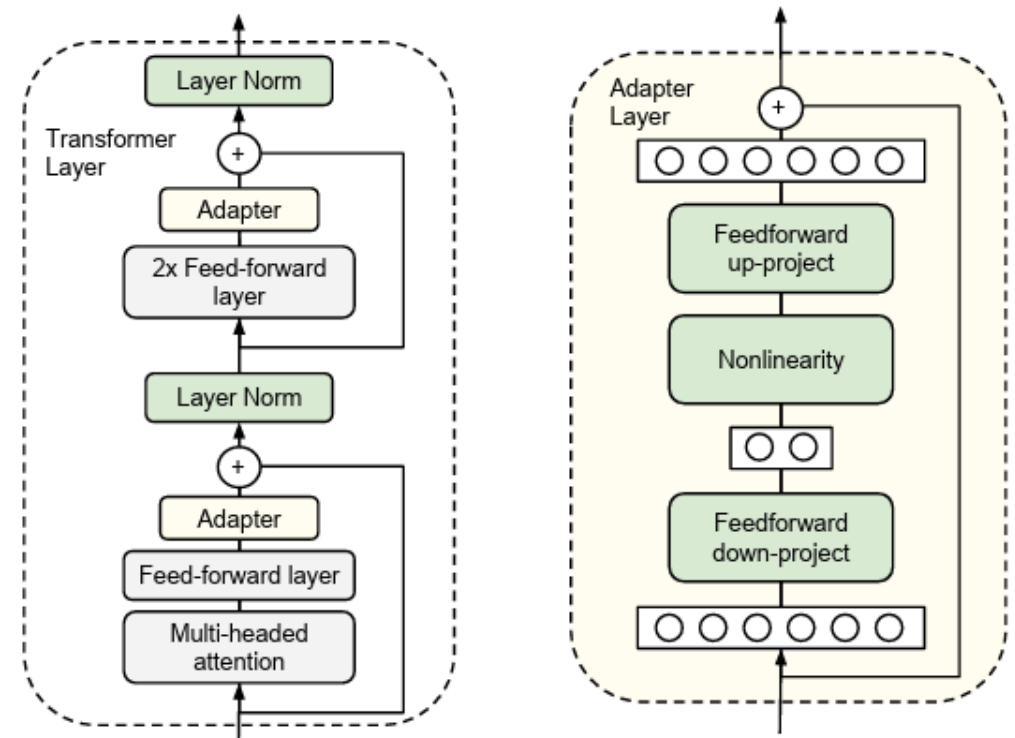 Layer Norm
Transformer
Layer
+
Adapter
2x Feed-forward
layer
Layer Norm
+
Adapter
Feed-forward layer
Multi-headed
attention
Adapter
Layer
+
Feedforward
up-project
Nonlinearity
Feedforward
down-project